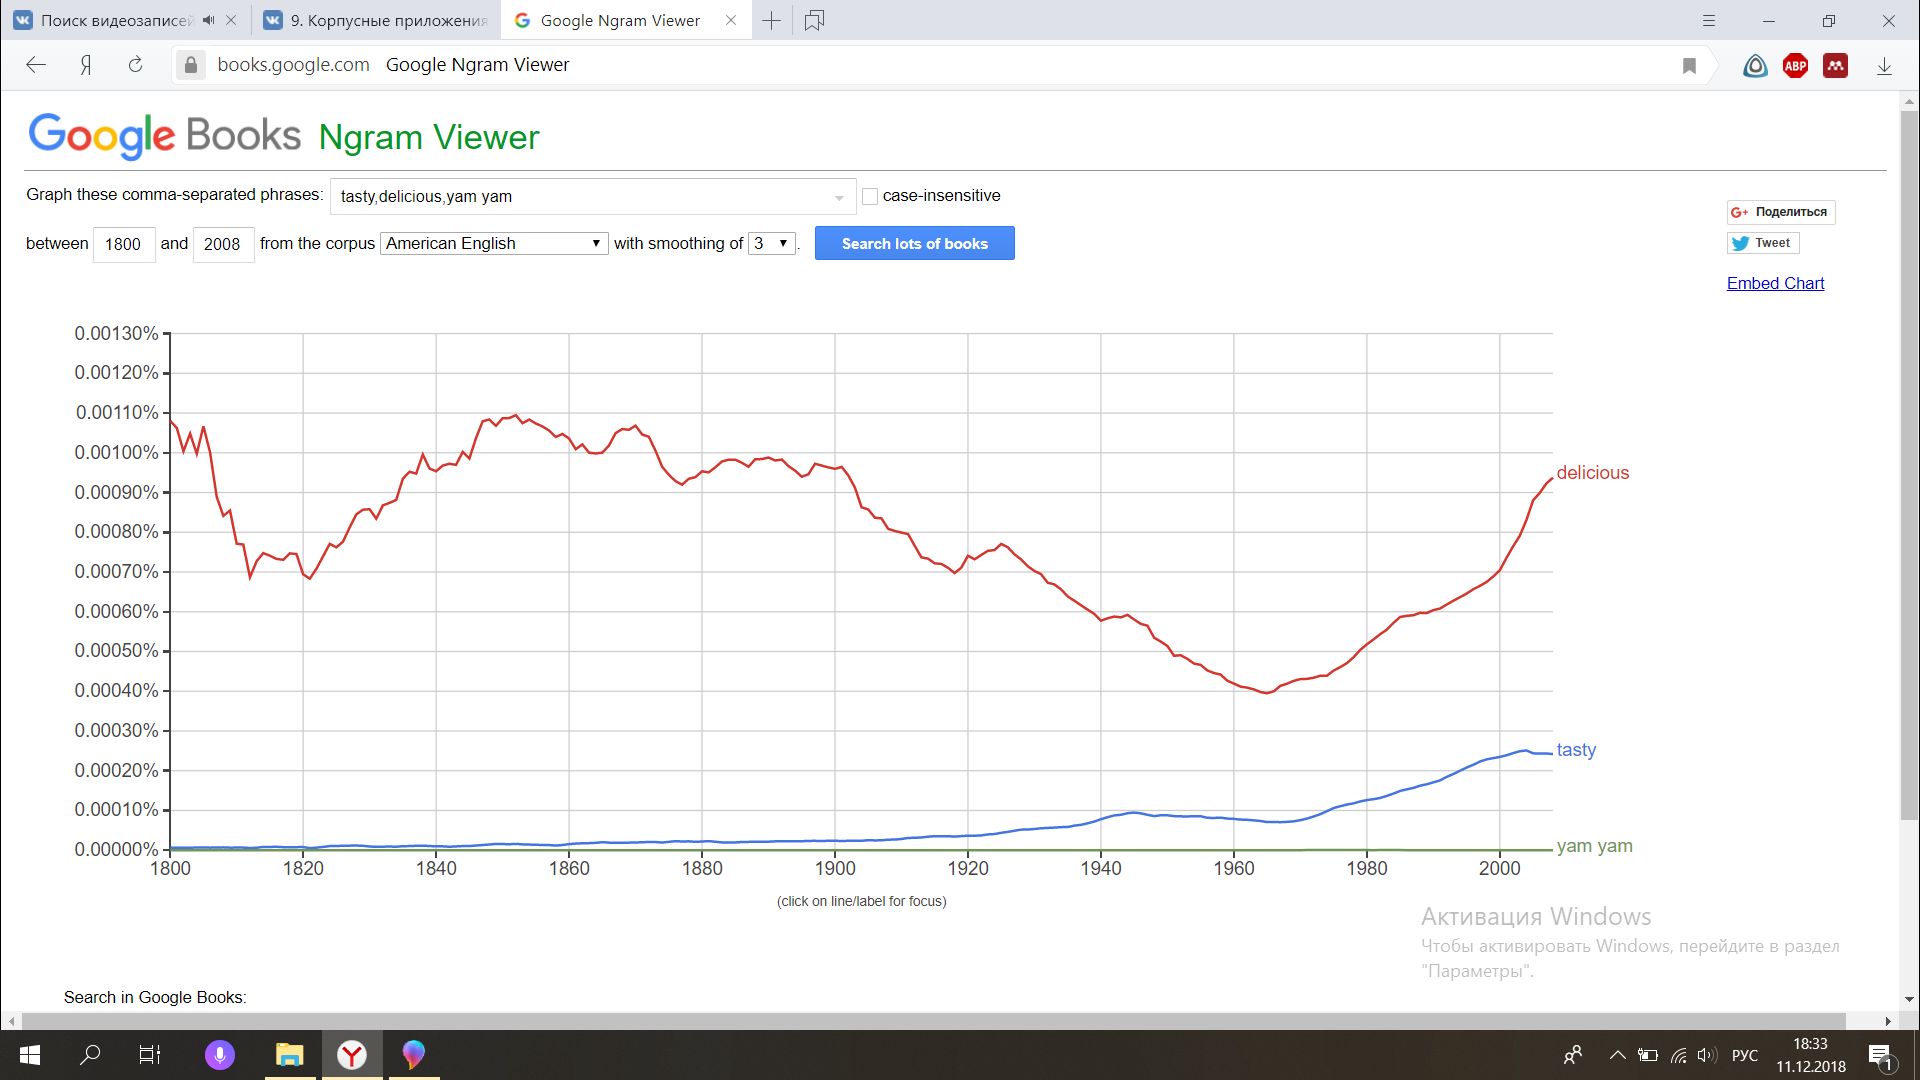 Поиск видеозаписей
9. Корпусные приложения
Google Ngram Viewer
books.google.com Google Ngram Viewer
ABP
Google Books Ngram Viewer
Graph these comma-separated phrases: tasty,delicious,yam yam case-insensitive
between 1800 and 2008 from the corpus American English with smoothing of 3 . Search lots of books
G+ Поделиться
Tweet
Embed Chart
0.00130%
0.00120%
0.00110%
0.00100%
0.00090%
0.00080%
0.00070%
0.00060%
0.00050%
0.00040%
0.00030%
0.00020%
0.00010%
0.00000%
delicious
tasty
yam yam
1800 1820 1840 1860 1880 1900 1920 1940 1960 1980 2000
(click on line/label for focus)
Активация Windows
Чтобы активировать Windows, перейдите в раздел
"Параметры".
Search in Google Books:
РУС
18:33
11.12.2018
1